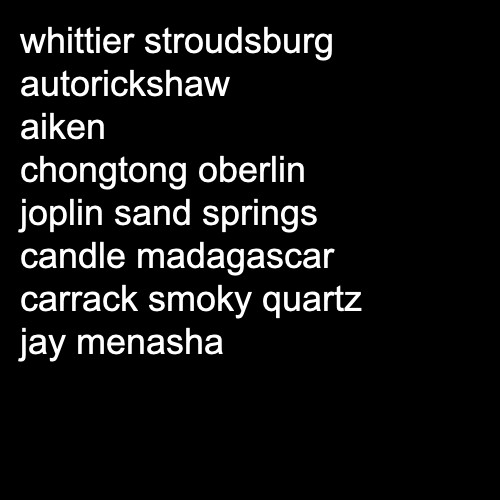 whittier stroudsburg
autorickshaw
aiken
chongtong oberlin
joplin sand springs
candle madagascar
carrack smoky quartz
jay menasha